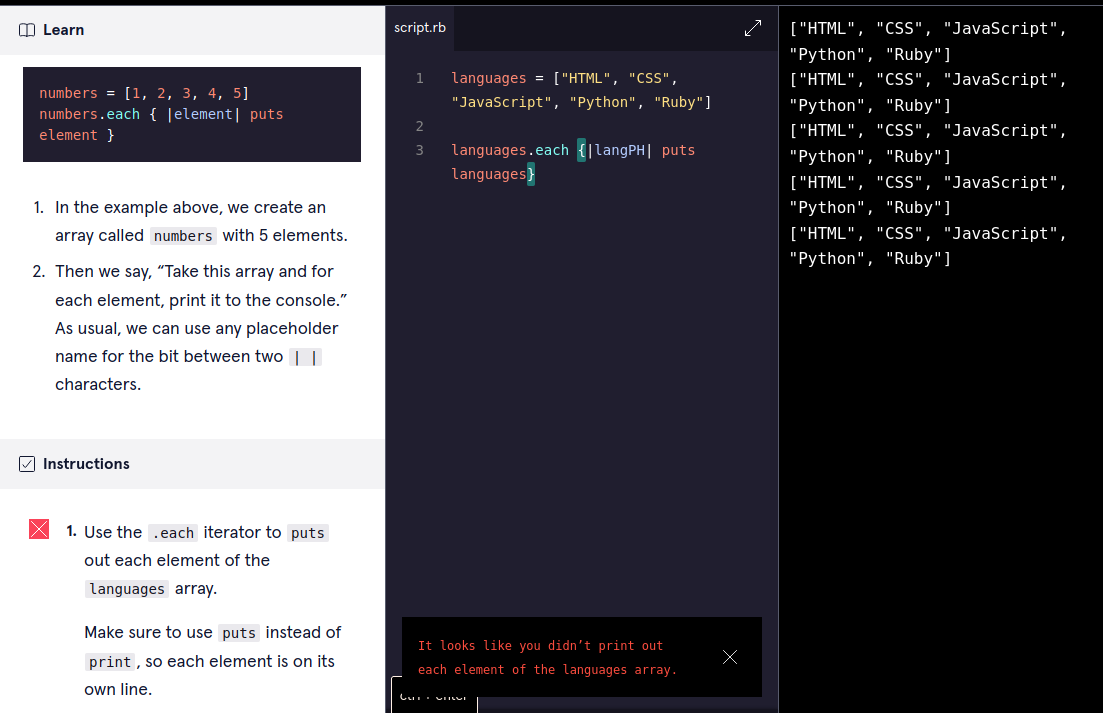 Learn
numbers = [1, 2, 3, 4, 5]
numbers.each { |element| puts
element }
1. In the example above, we create an
array called numbers with 5 elements.
2. Then we say, “Take this array and for
each element, print it to the console.”
As usual, we can use any placeholder
name for the bit between two | |
characters.
Instructions
1. Use the .each iterator to puts
out each element of the
languages array.
Make sure to use puts instead of
print, so each element is on its
own line.
script.rb
1 languages = ["HTML", "CSS",
"JavaScript", "Python", "Ruby"]
2
3 languages.each {|langPH| puts
languages}
It looks like you didn’t print out
each element of the languages array.
ctrl + enter
["HTML", "CSS", "JavaScript",
"Python", "Ruby"]
["HTML", "CSS", "JavaScript",
"Python", "Ruby"]
["HTML", "CSS", "JavaScript",
"Python", "Ruby"]
["HTML", "CSS", "JavaScript",
"Python", "Ruby"]
["HTML", "CSS", "JavaScript",
"Python", "Ruby"]